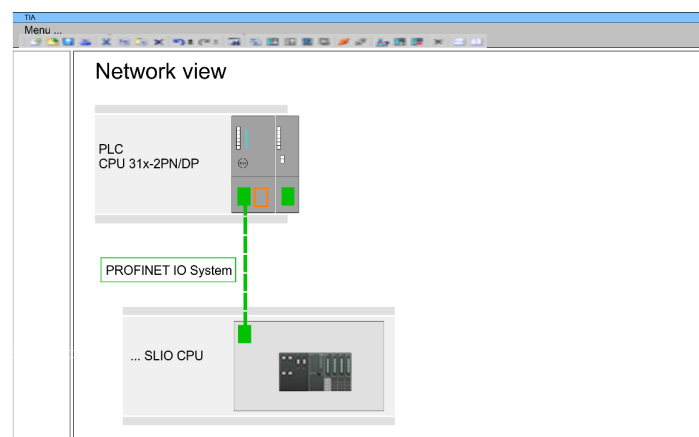 TIA
Menu ...
Network view
PLC
CPU 31x-2PN/DP
PROFINET IO System
... SLIO CPU